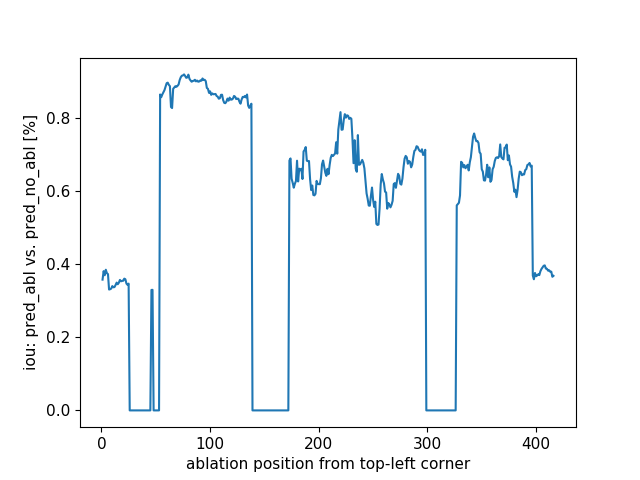 iou: pred_abl vs. pred_no_abl [%]
0.8
0.6
0.4
0.2
0.0
0 100 200 300 400
ablation position from top-left corner